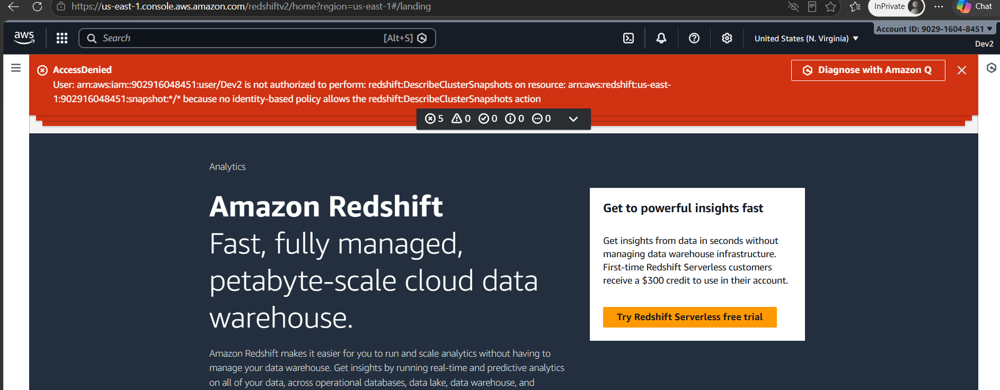 https://us-east-1.console.aws.amazon.com/redshiftv2/home?region=us-east-1#/landing
InPrivate
Chat
aws
Search
[Alt+S]
United States (N. Virginia)
Account ID: 9029-1604-8451
Dev2
AccessDenied
User: arn:aws:iam::902916048451:user/Dev2 is not authorized to perform: redshift:DescribeClusterSnapshots on resource: arn:aws:redshift:us-east-
1:902916048451:snapshot:*/* because no identity-based policy allows the redshift:DescribeClusterSnapshots action
Diagnose with Amazon Q
5 0 0 0 0
Analytics
Amazon Redshift
Fast, fully managed,
petabyte-scale cloud data
warehouse.
Amazon Redshift makes it easier for you to run and scale analytics without having to
manage your data warehouse. Get insights by running real-time and predictive analytics
on all of your data, across operational databases, data lake, data warehouse, and
Get to powerful insights fast
Get insights from data in seconds without
managing data warehouse infrastructure.
First-time Redshift Serverless customers
receive a $300 credit to use in their account.
Try Redshift Serverless free trial